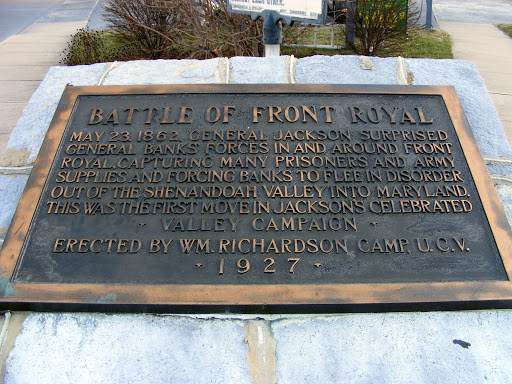 BATTLE OF FRONT ROYAL
MAY 23, 1862, GENERAL JACKSON SURPRISED
GENERAL BANKS' FORCES IN AND AROUND FRONT
ROYAL, CAPTURING MANY PRISONERS AND ARMY
SUPPLIES, AND FORCING BANKS TO FLEE IN DISORDER
OUT OF THE SHENANDOAH VALLEY INTO MARYLAND.
THIS WAS THE FIRST MOVE IN JACKSON'S CELEBRATED
VALLEY CAMPAIGN
ERECTED BY WM. RICHARDSON CAMP, U.C.V.
1927